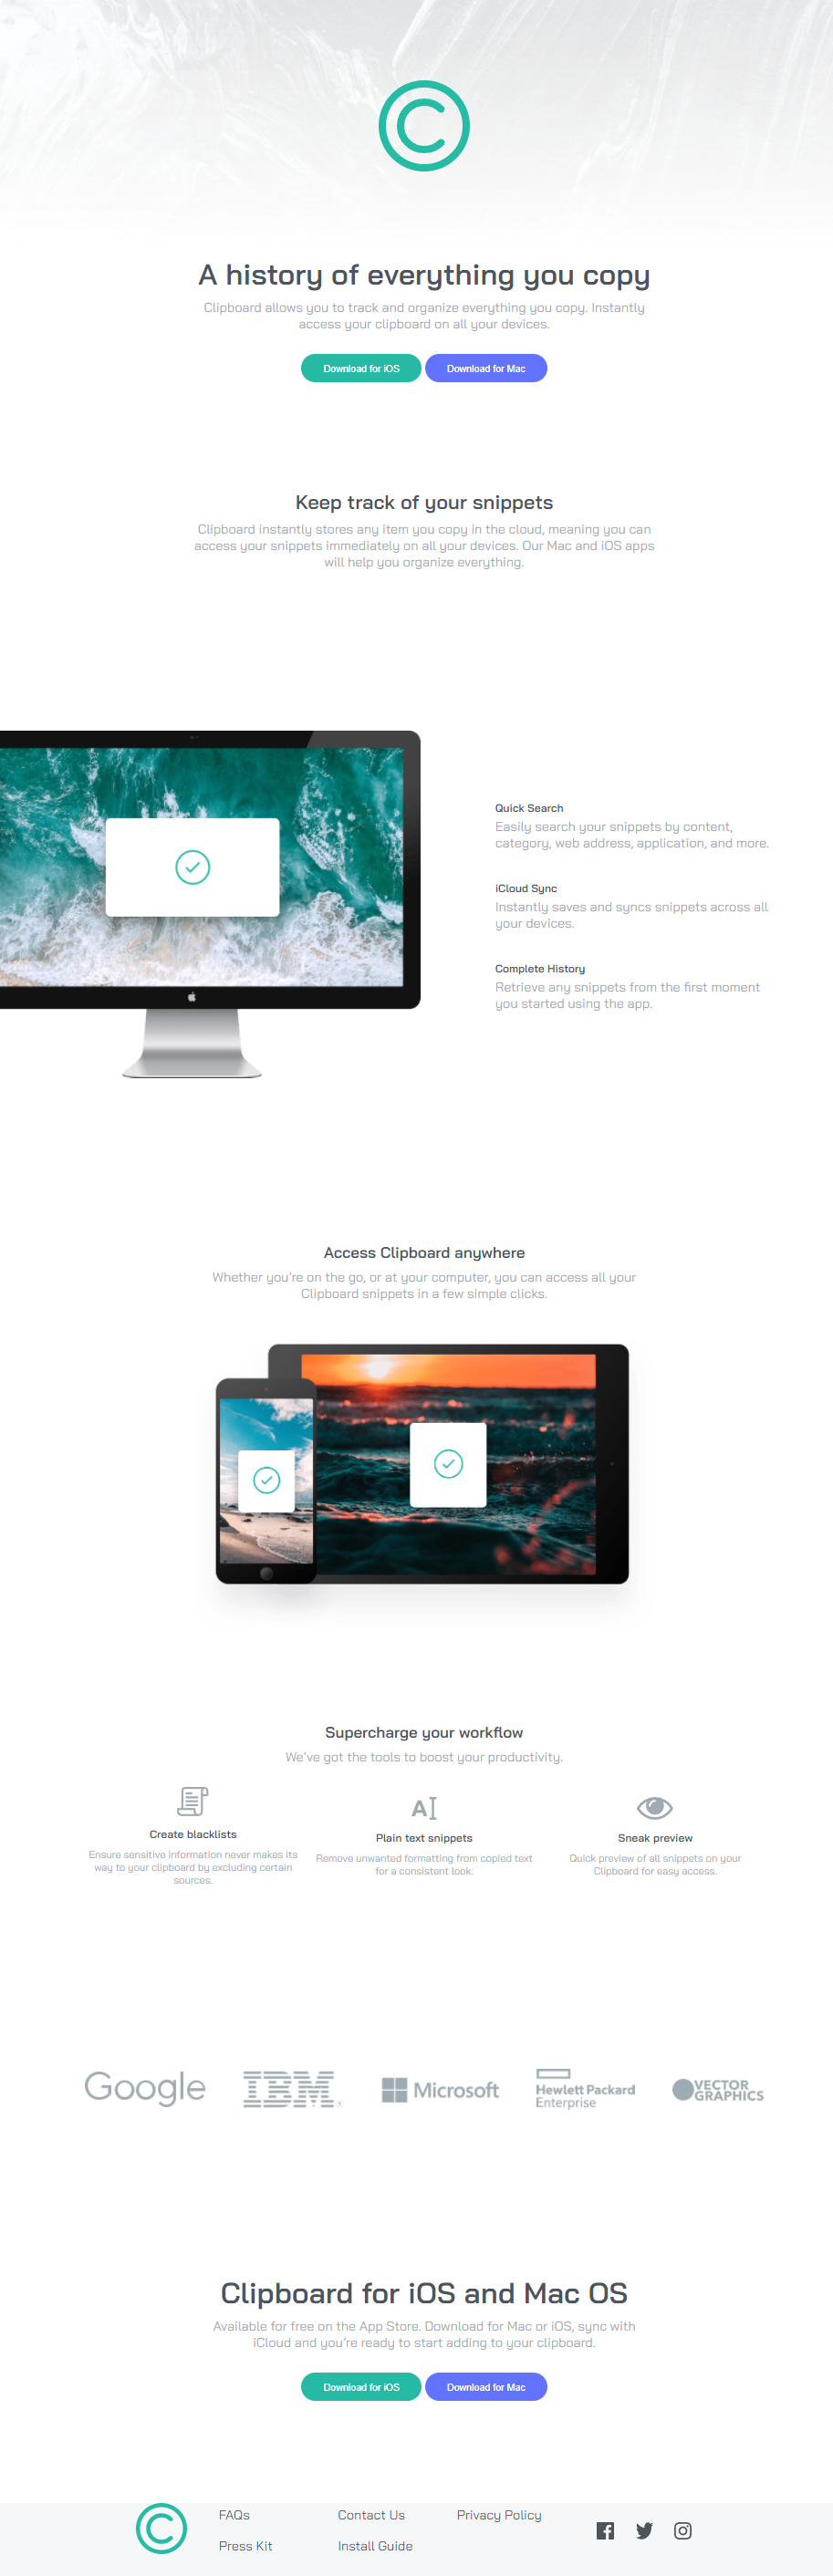 A history of everything you copy
Clipboard allows you to track and organize everything you copy. Instantly
access your clipboard on all your devices.
Download for iOS Download for Mac
Keep track of your snippets
Clipboard instantly stores any item you copy in the cloud, meaning you can
access your snippets immediately on all your devices. Our Mac and iOS apps
will help you organize everything.
Quick Search
Easily search your snippets by content,
category, web address, application, and more.
iCloud Sync
Instantly saves and syncs snippets across all
your devices.
Complete History
Retrieve any snippets from the first moment
you started using the app.
Access Clipboard anywhere
Whether you're on the go, or at your computer, you can access all your
Clipboard snippets in a few simple clicks.
Supercharge your workflow
We've got the tools to boost your productivity.
Create blacklists
Ensure sensitive information never makes its
way to your clipboard by excluding certain
sources.
A
Plain text snippets
Remove unwanted formatting from copied text
for a consistent look.
Sneak preview
Quick preview of all snippets on your
Clipboard for easy access.
Google
IBM
Microsoft
Hewlett Packard
Enterprise
VECTOR
GRAPHICS
Clipboard for iOS and Mac OS
Available for free on the App Store. Download for Mac or iOS, sync with
iCloud and you're ready to start adding to your clipboard.
Download for iOS Download for Mac
FAQs Contact Us Privacy Policy
Press Kit Install Guide